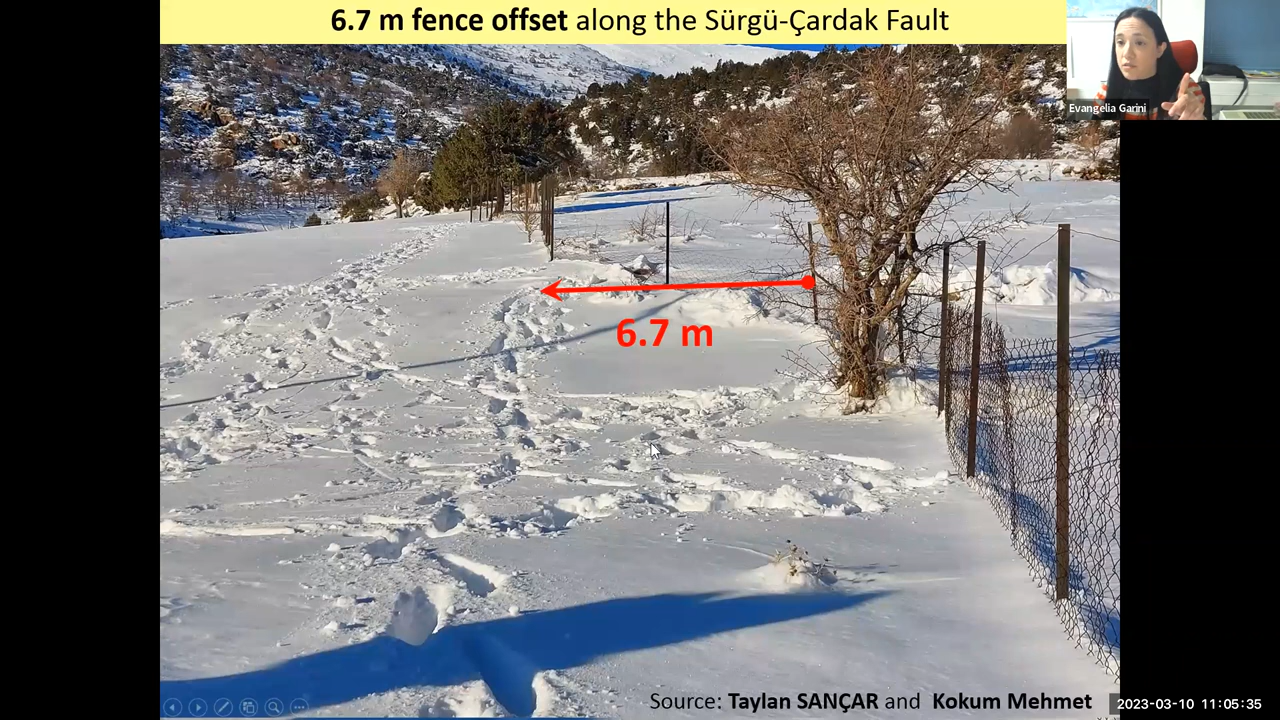 6.7 m fence offset along the Sürgü-Çardak Fault
Evangelia Garini
6.7 m
Source: Taylan SANÇAR and Kokum Mehmet
2023-03-10 11:05:35